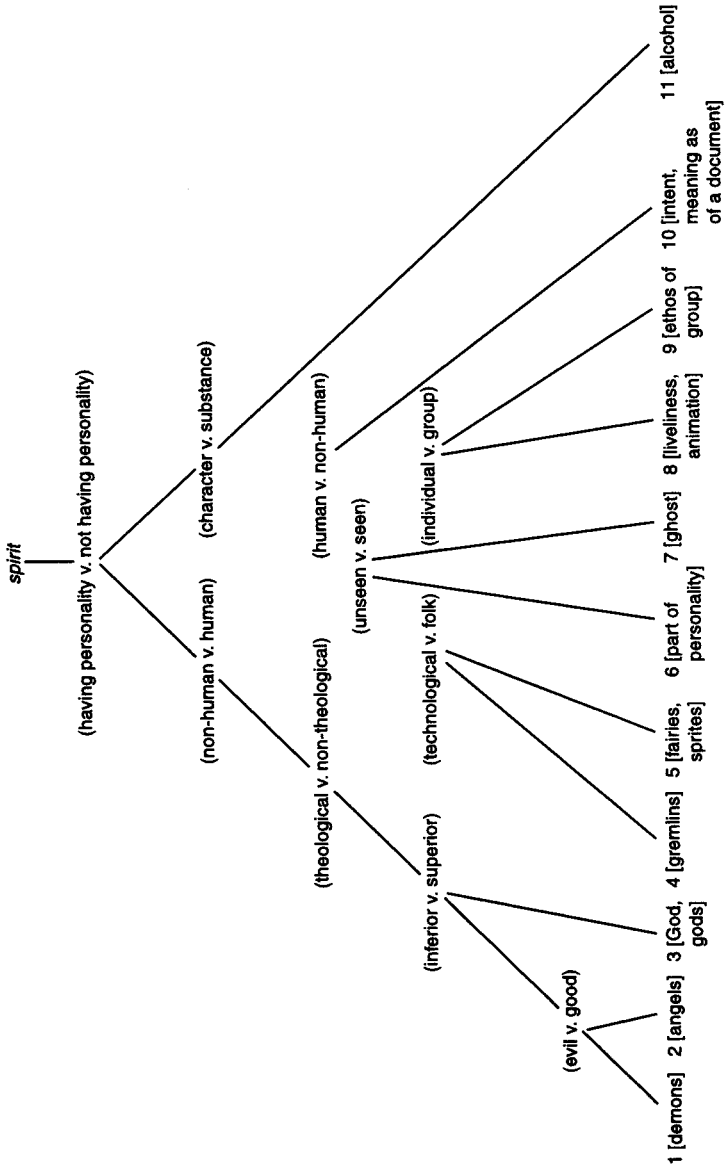 spirit
(having personality v. not having personality)
(non-human v. human)
(character v. substance)
(theological v. non-theological)
(human v. non-human)
(unseen v. seen)
(inferior v. superior)
(technological v. folk)
(individual v. group)
(evil v. good)
1 [demons]
2 [angels]
3 [God,
gods]
4 [gremlins]
5 [fairies,
sprites]
6 [part of
personality]
7 [ghost]
8 [liveliness,
animation]
9 [ethos of
group]
10 [intent,
meaning as
of a document]
11 [alcohol]